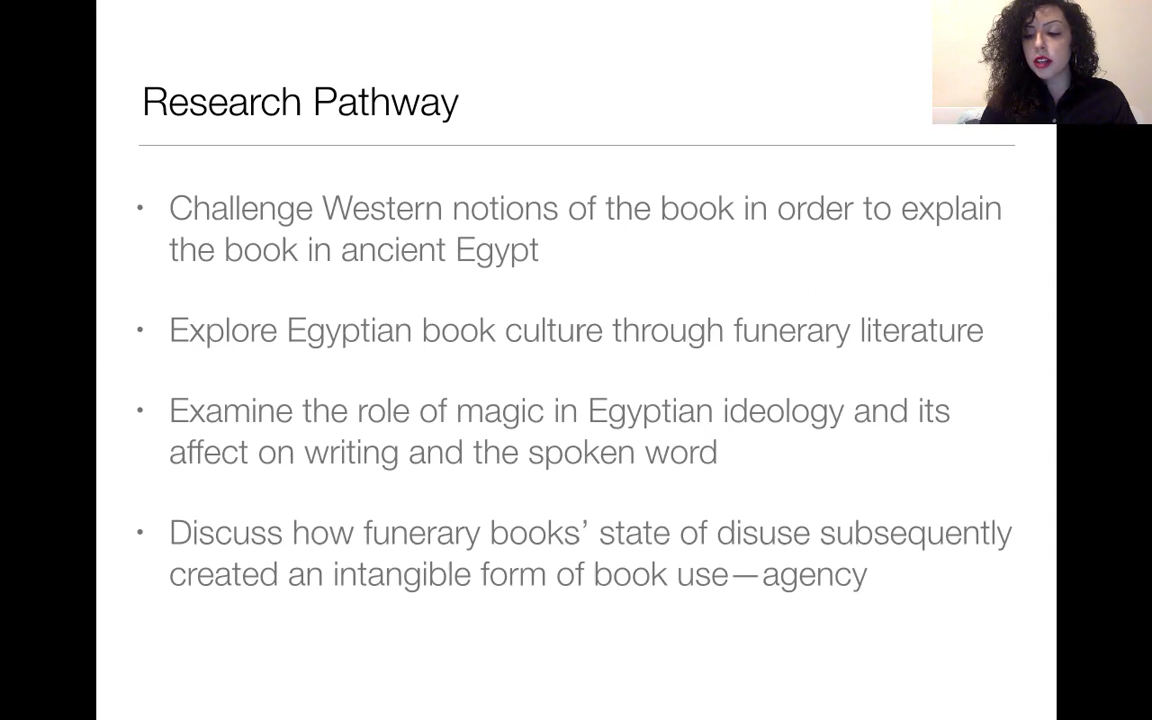 Research Pathway
• Challenge Western notions of the book in order to explain
the book in ancient Egypt
• Explore Egyptian book culture through funerary literature
• Examine the role of magic in Egyptian ideology and its
affect on writing and the spoken word
• Discuss how funerary books’ state of disuse subsequently
created an intangible form of book use—agency